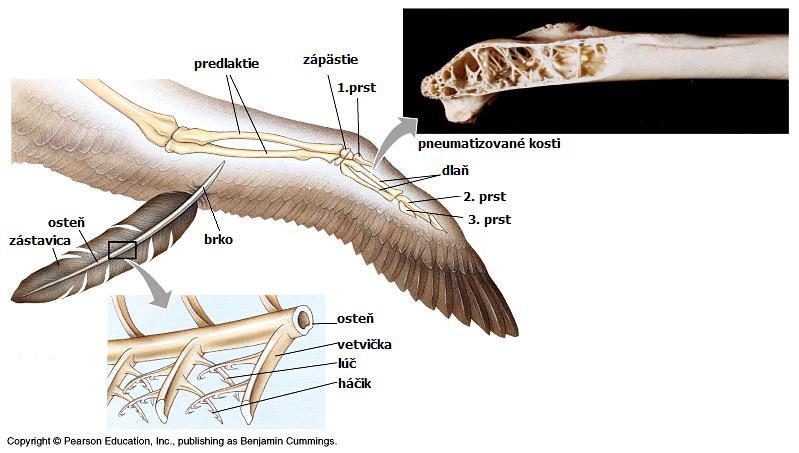 predlaktie
zápästie
1.prst
pneumatizované kosti
dlaň
2. prst
3. prst
osteň
zástavica
brko
osteň
vetvička
lúč
háčik
Copyright © Pearson Education, Inc., publishing as Benjamin Cummings.